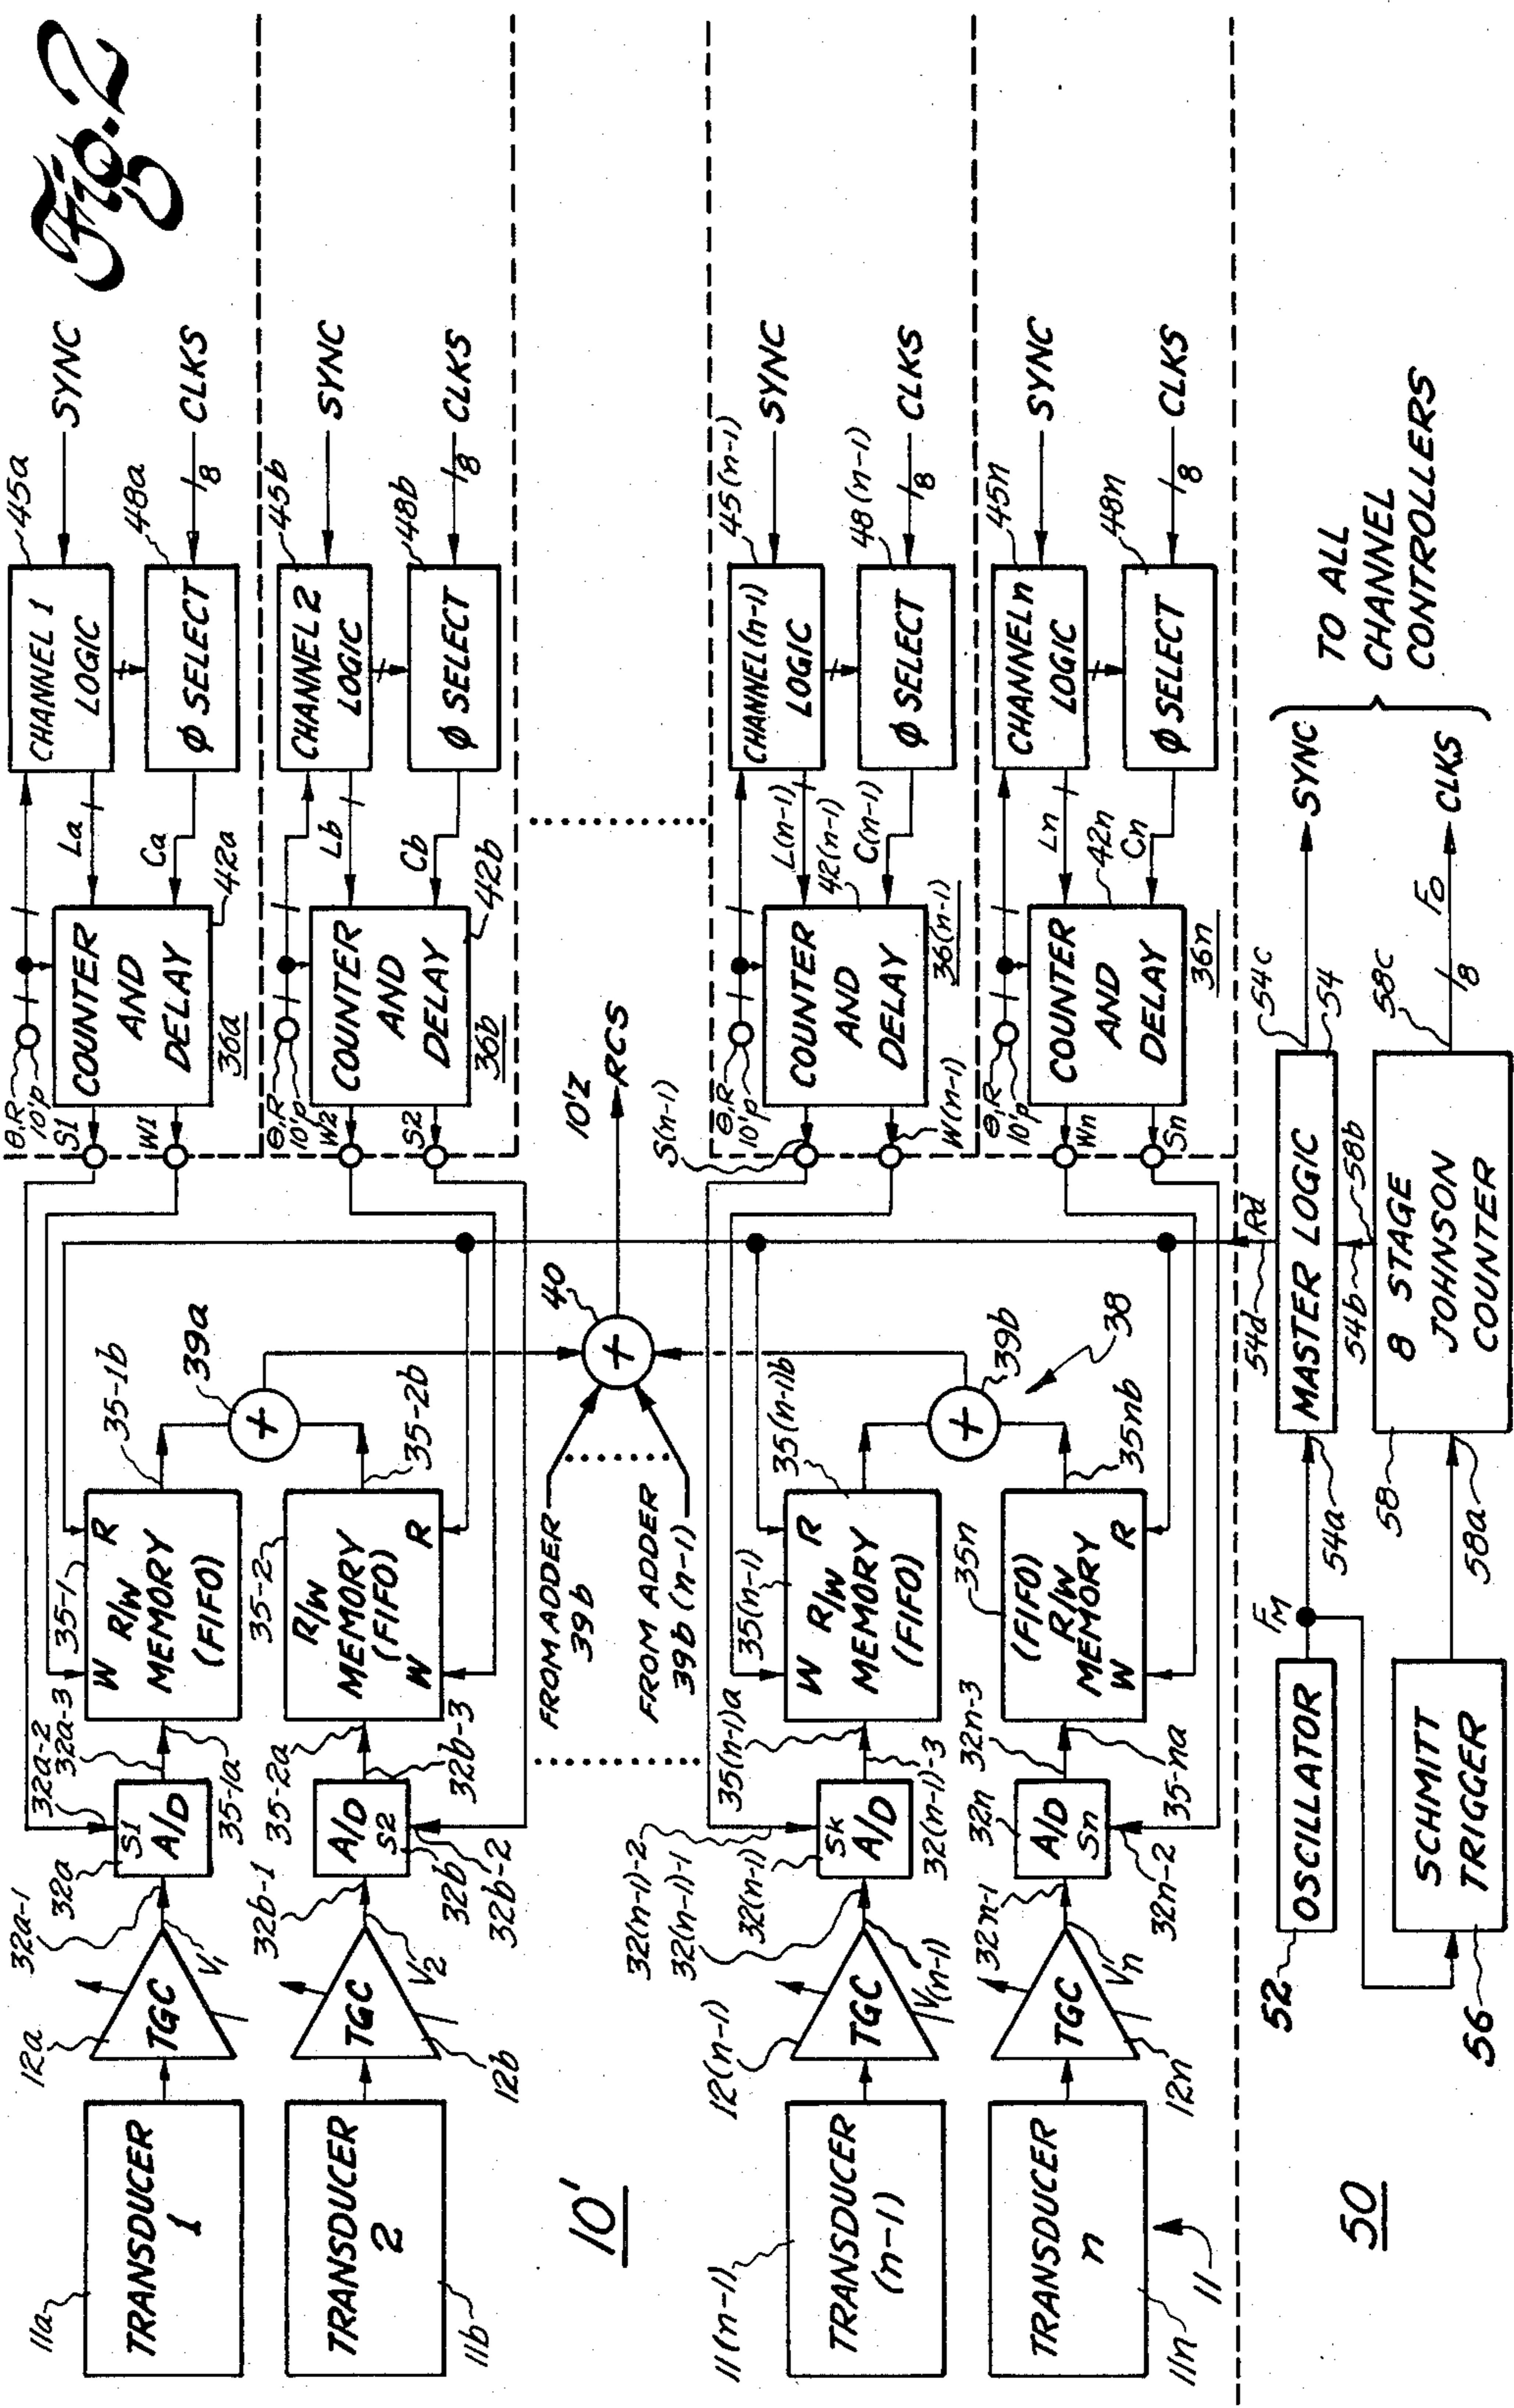 Fig. 2
11a
TRANSDUCER
1
12a
TGC
V1
32a-1
32a
32a-2
32a-3
S1
A/D
35-1a
35-1
W R/W R
MEMORY
(FIFO)
35-1b
39a
+
S1
W1
θ,R
10'p
COUNTER
AND
DELAY
36a
42a
La
Ca
CHANNEL 1
LOGIC
45a
SYNC
Φ SELECT
48a
8
CLKS
11b
TRANSDUCER
2
12b
TGC
V2
32b-1
32b
32b-2
32b-3
A/D
S2
35-2a
35-2
R/W
MEMORY
(FIFO)
W R
35-2b
θ,R
10'p
W2
S2
COUNTER
AND
DELAY
36b
42b
Lb
Cb
CHANNEL 2
LOGIC
45b
SYNC
Φ SELECT
48b
8
CLKS
10'
FROM ADDER
39b
FROM ADDER
39b(n-1)
40
+
10'z
RCS
11(n-1)
TRANSDUCER
(n-1)
12(n-1)
TGC
V(n-1)
32(n-1)-2
32(n-1)-1
32(n-1)
Sk
A/D
32(n-1)-3
35(n-1)a
35(n-1)
W R/W R
MEMORY
(FIFO)
35(n-1)b
S(n-1)
W(n-1)
θ,R
10'p
COUNTER
AND
DELAY
36(n-1)
L(n-1)
42(n-1)
C(n-1)
CHANNEL(n-1)
LOGIC
45(n-1)
SYNC
Φ SELECT
48(n-1)
8
CLKS
11n
11
TRANSDUCER
n
12n
TGC
Vn
32n-1
32n
32n-2
32n-3
A/D
Sn
35-na
35n
(FIFO)
R/W
MEMORY
W R
35nb
39b
+
38
θ,R
10'p
Wn
Sn
COUNTER
AND
DELAY
36n
Ln
42n
Cn
CHANNEL n
LOGIC
45n
SYNC
Φ SELECT
48n
8
CLKS
50
52
OSCILLATOR
FM
54a
54d
Rd
MASTER LOGIC
54
54c
SYNC
54b
58b
56
SCHMITT
TRIGGER
58a
58
8 STAGE
JOHNSON
COUNTER
58c
FO
8
CLKS
TO ALL
CHANNEL
CONTROLLERS